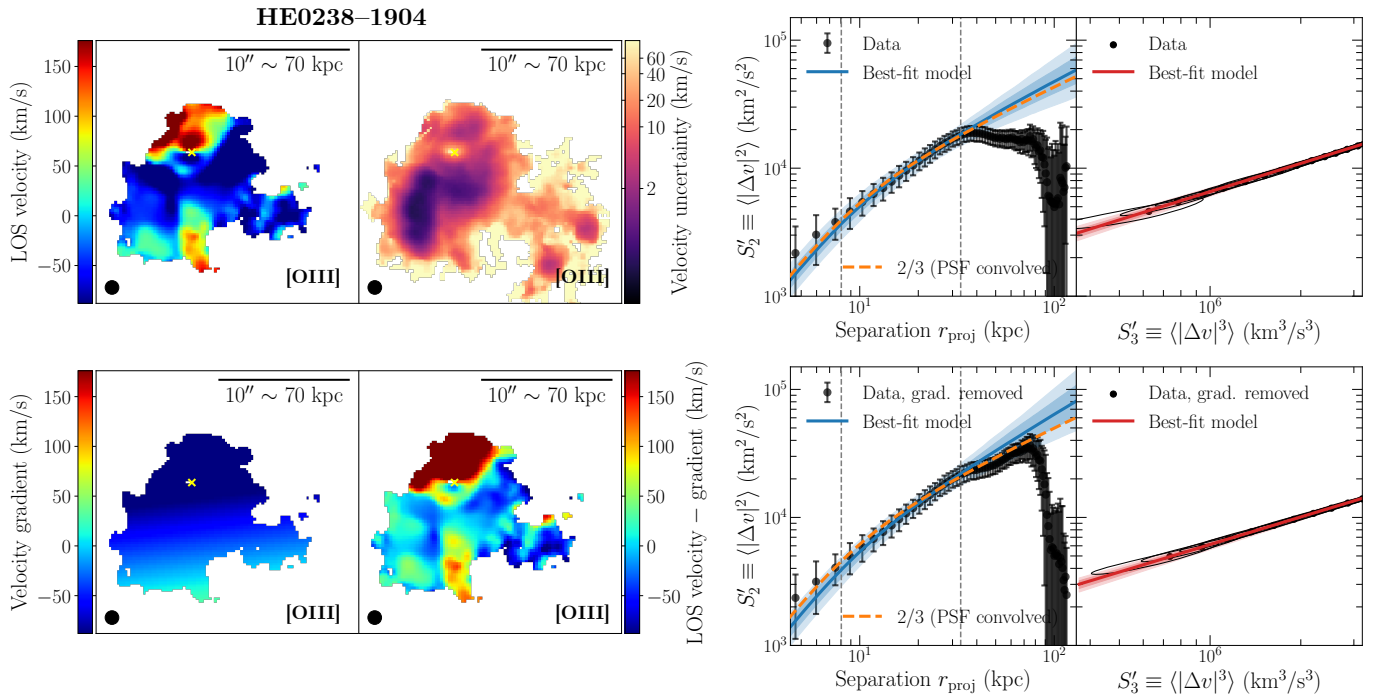 HE0238–1904
10″ ∼ 70 kpc
[OIII]
LOS velocity (km/s)
150
100
50
0
−50
10″ ∼ 70 kpc
[OIII]
Velocity uncertainty (km/s)
60
40
20
10
2
Data
Best-fit model
2/3 (PSF convolved)
S′₂ ≡ ⟨|Δv|²⟩ (km²/s²)
10⁵
10⁴
10³
10¹
10²
Separation r_proj (kpc)
Data
Best-fit model
10⁶
S′₃ ≡ ⟨|Δv|³⟩ (km³/s³)
10″ ∼ 70 kpc
[OIII]
Velocity gradient (km/s)
150
100
50
0
−50
10″ ∼ 70 kpc
[OIII]
LOS velocity − gradient (km/s)
150
100
50
0
−50
Data, grad. removed
Best-fit model
2/3 (PSF convolved)
S′₂ ≡ ⟨|Δv|²⟩ (km²/s²)
10⁵
10⁴
10³
10¹
10²
Separation r_proj (kpc)
Data, grad. removed
Best-fit model
10⁶
S′₃ ≡ ⟨|Δv|³⟩ (km³/s³)